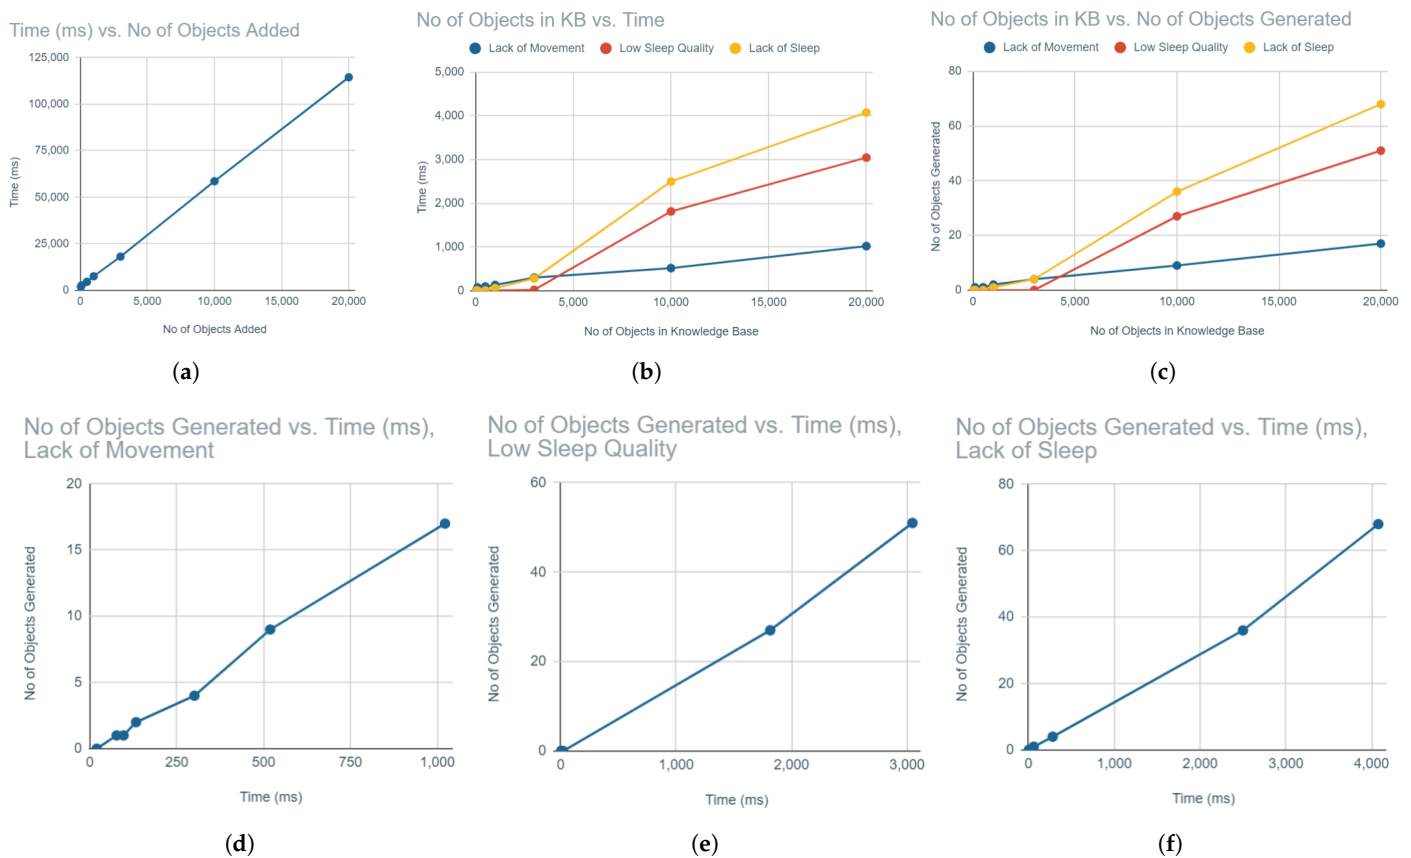 Time (ms) vs. No of Objects Added
125,000
100,000
75,000
50,000
25,000
0
Time (ms)
0
5,000
10,000
15,000
20,000
No of Objects Added
(a)
No of Objects in KB vs. Time
Lack of Movement
Low Sleep Quality
Lack of Sleep
5,000
4,000
3,000
2,000
1,000
0
Time (ms)
0
5,000
10,000
15,000
20,000
No of Objects in Knowledge Base
(b)
No of Objects in KB vs. No of Objects Generated
Lack of Movement
Low Sleep Quality
Lack of Sleep
80
60
40
20
0
No of Objects Generated
0
5,000
10,000
15,000
20,000
No of Objects in Knowledge Base
(c)
No of Objects Generated vs. Time (ms),
Lack of Movement
20
15
10
5
0
No of Objects Generated
0
250
500
750
1,000
Time (ms)
(d)
No of Objects Generated vs. Time (ms),
Low Sleep Quality
60
40
20
0
No of Objects Generated
0
1,000
2,000
3,000
Time (ms)
(e)
No of Objects Generated vs. Time (ms),
Lack of Sleep
80
60
40
20
0
No of Objects Generated
0
1,000
2,000
3,000
4,000
Time (ms)
(f)